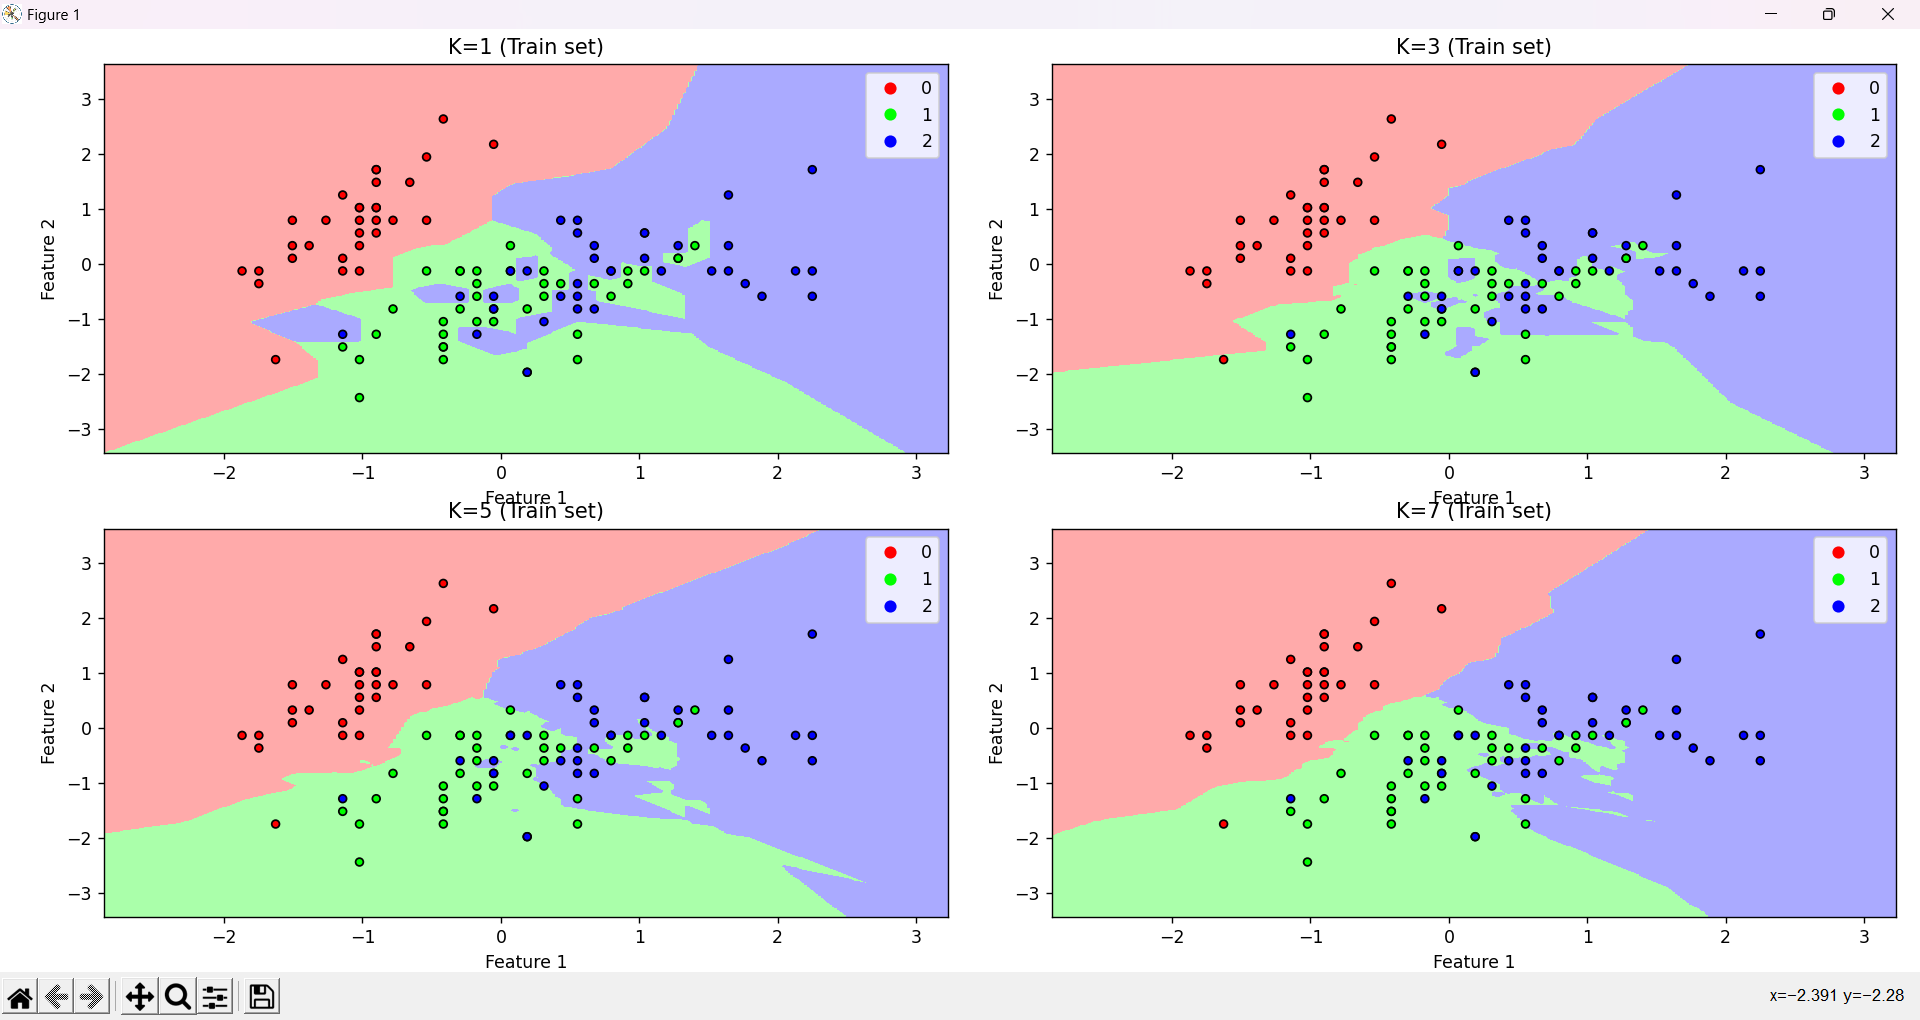 Figure 1
K=1 (Train set)
0
1
2
3
2
1
0
−1
−2
−3
Feature 2
−2 −1 0 1 2 3
Feature 1
K=3 (Train set)
0
1
2
3
2
1
0
−1
−2
−3
Feature 2
−2 −1 0 1 2 3
Feature 1
K=5 (Train set)
0
1
2
3
2
1
0
−1
−2
−3
Feature 2
−2 −1 0 1 2 3
Feature 1
K=7 (Train set)
0
1
2
3
2
1
0
−1
−2
−3
Feature 2
−2 −1 0 1 2 3
Feature 1
x=−2.391 y=−2.28